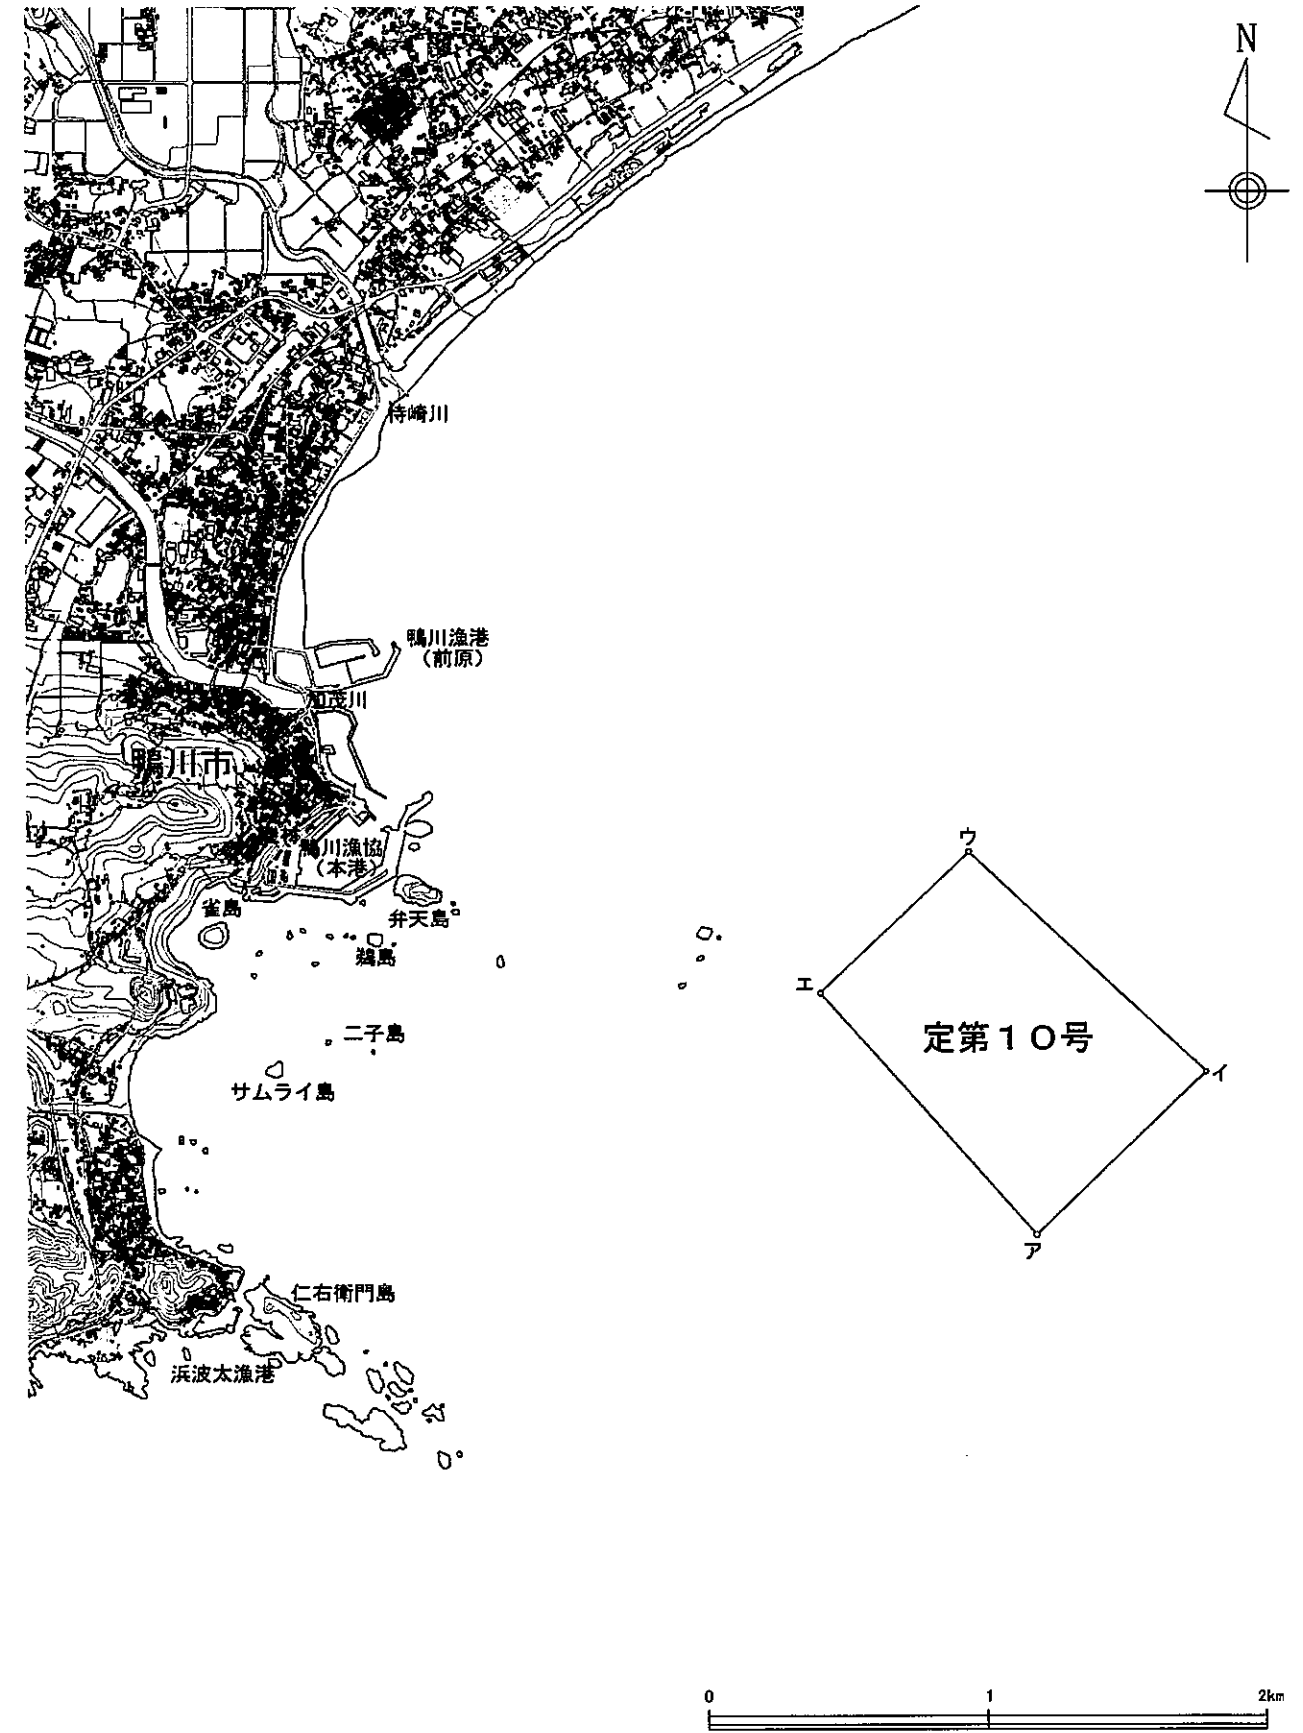 N
待崎川
鴨川漁港
(前原)
加茂川
鴨川市
鴨川漁協
(本港)
雀島
弁天島
鵜島
二子島
サムライ島
ウ
エ
定第10号
イ
ア
仁右衛門島
浜波太漁港
0 1 2km